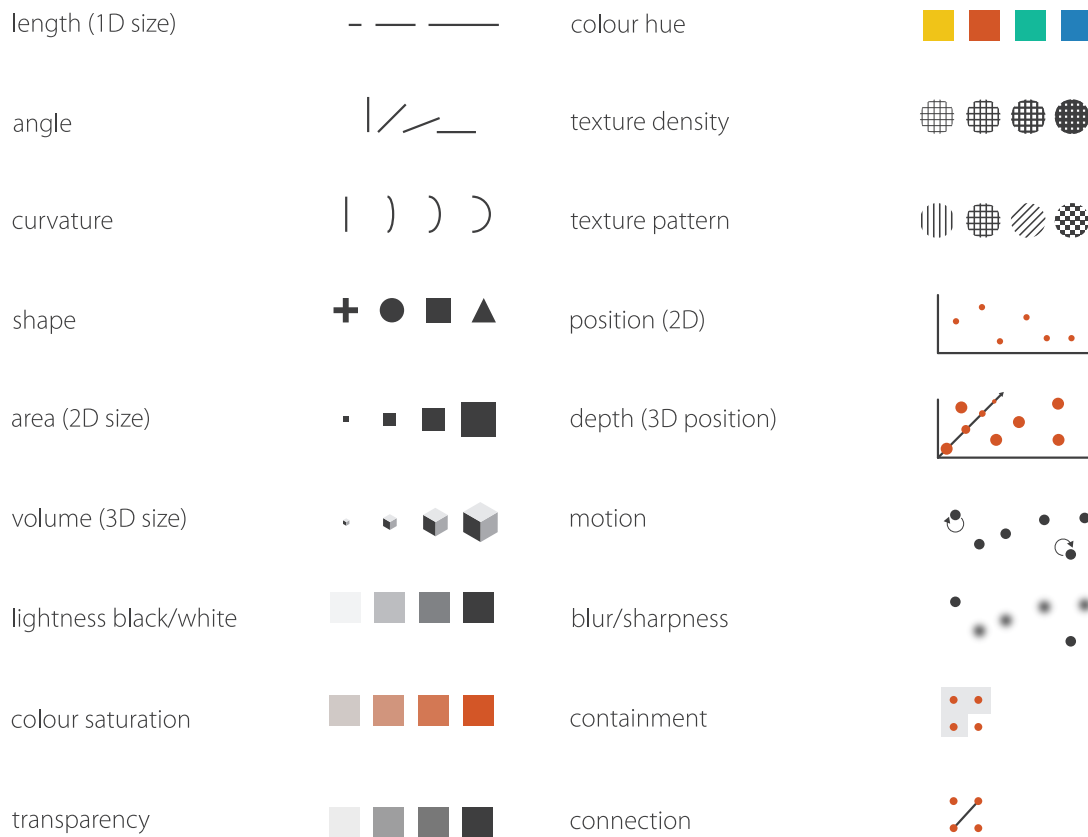 length (1D size)
angle
curvature
shape
area (2D size)
volume (3D size)
lightness black/white
colour saturation
transparency
colour hue
texture density
texture pattern
position (2D)
depth (3D position)
motion
blur/sharpness
containment
connection